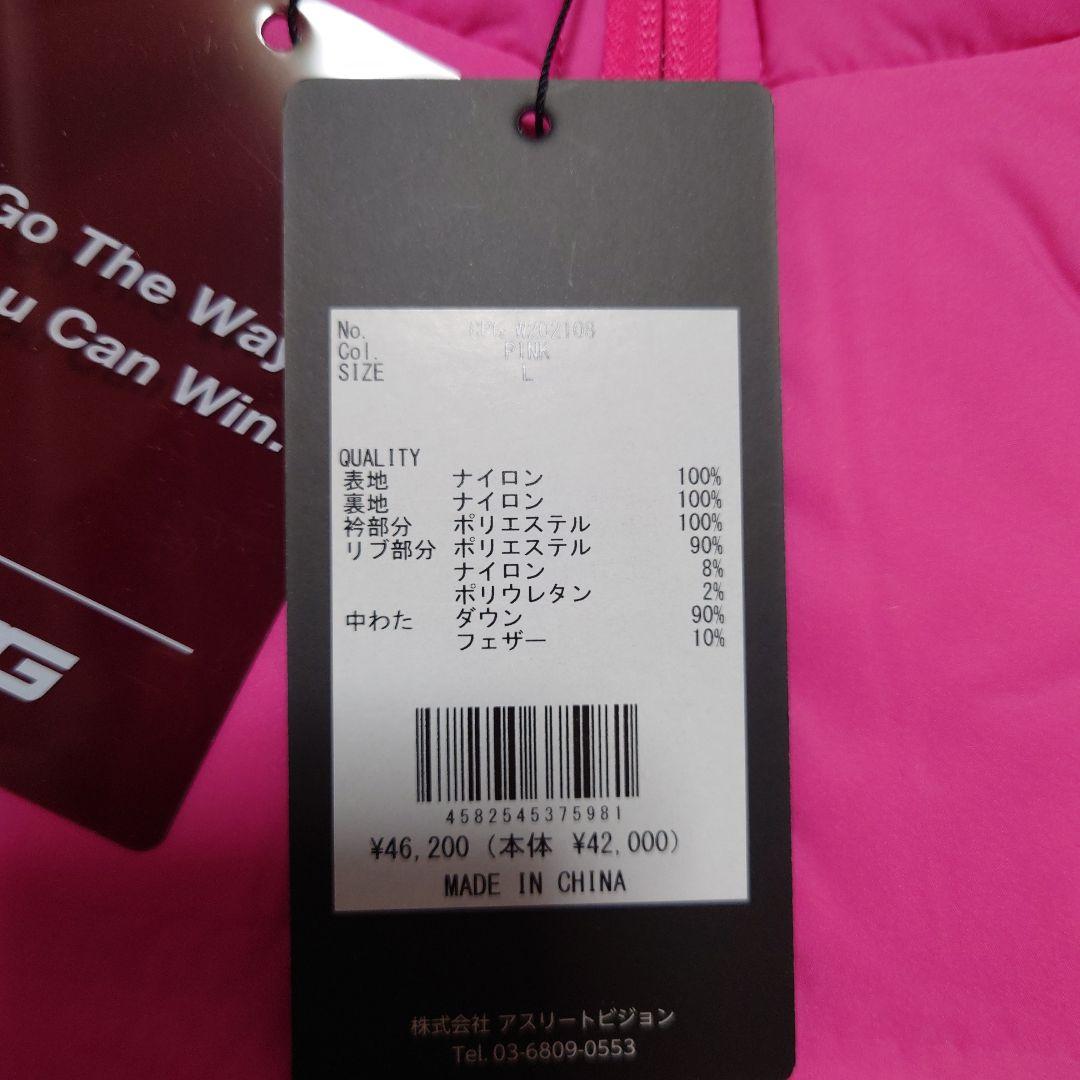 Go The Way
u Can Win.
G
No. W202108
Col. PINK
SIZE L
QUALITY
表地 ナイロン 100%
裏地 ナイロン 100%
衿部分 ポリエステル 100%
リブ部分 ポリエステル 90%
ナイロン 8%
ポリウレタン 2%
中わた ダウン 90%
フェザー 10%
4582545375981
¥46,200 (本体 ¥42,000)
MADE IN CHINA
株式会社 アスリートビジョン
Tel. 03-6809-0553